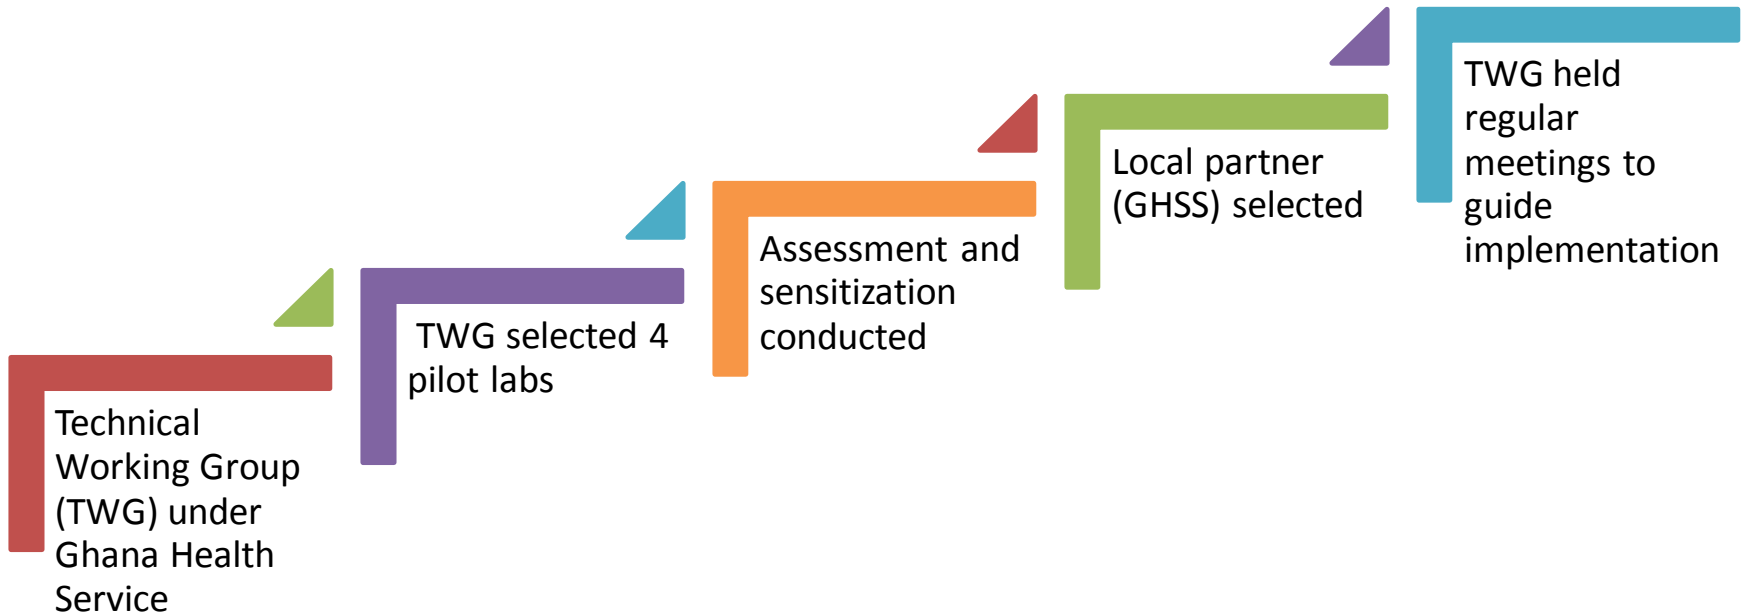 Technical
Working Group
(TWG) under
Ghana Health
Service
TWG selected 4
pilot labs
Assessment and
sensitization
conducted
Local partner
(GHSS) selected
TWG held
regular
meetings to
guide
implementation